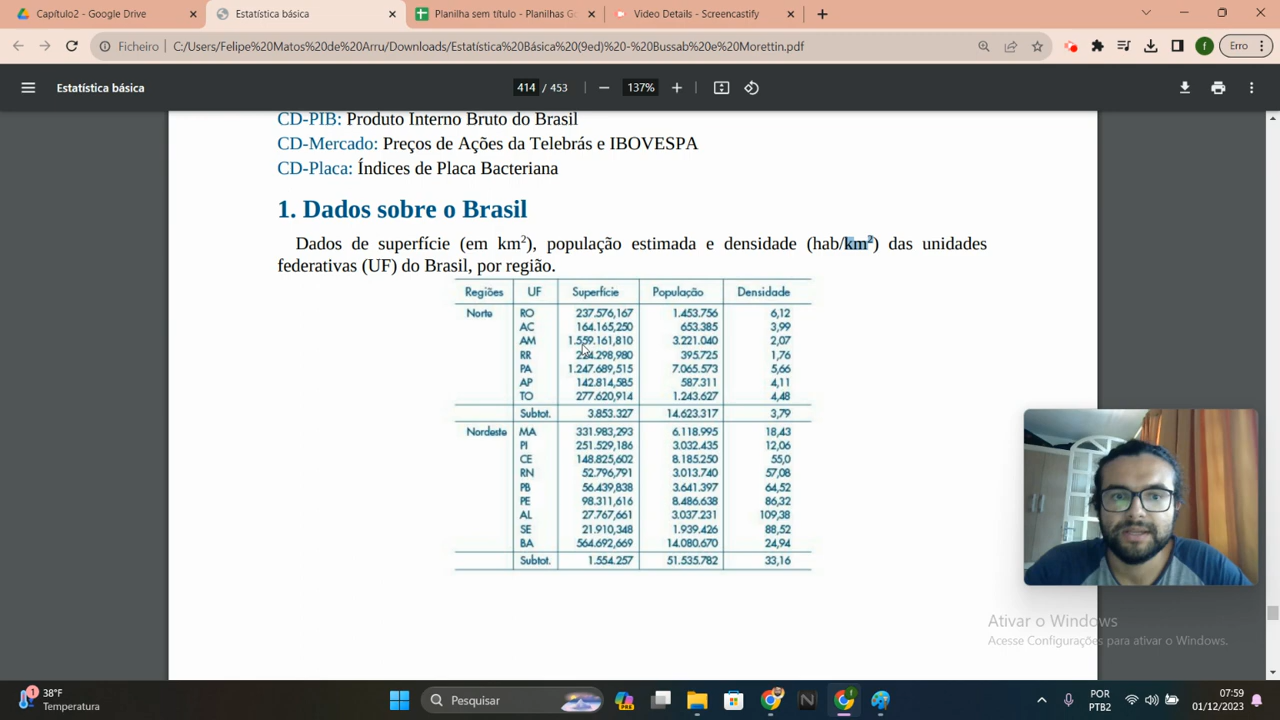 Capítulo2 - Google Drive
Estatística básica
Planilha sem título - Planilhas Go
Video Details - Screencastify
Ficheiro C:/Users/Felipe%20Matos%20de%20Arru/Downloads/Estatística%20Básica%20(9ed)%20-%20Bussab%20e%20Morettin.pdf
f
Erro
Estatística básica
414 / 453
137%
CD-PIB: Produto Interno Bruto do Brasil
CD-Mercado: Preços de Ações da Telebrás e IBOVESPA
CD-Placa: Índices de Placa Bacteriana
1. Dados sobre o Brasil
Dados de superfície (em km²), população estimada e densidade (hab/km²) das unidades
federativas (UF) do Brasil, por região.
Regiões UF Superfície População Densidade
Norte RO 237.576,167 1.453.756 6,12
AC 164.165,250 653.385 3,99
AM 1.559.161,810 3.221.040 2,07
RR 224.298,980 395.725 1,76
PA 1.247.689,515 7.065.573 5,66
AP 142.814,585 587.311 4,11
TO 277.620,914 1.243.627 4,48
Subtot. 3.853.327 14.623.317 3,79
Nordeste MA 331.983,293 6.118.995 18,43
PI 251.529,186 3.032.435 12,06
CE 148.825,602 8.185.250 55,0
RN 52.796,791 3.013.740 57,08
PB 56.439,838 3.641.397 64,52
PE 98.311,616 8.486.638 86,32
AL 27.767,661 3.037.231 109,38
SE 21.910,348 1.939.426 88,52
BA 564.692,669 14.080.670 24,94
Subtot. 1.554.257 51.535.782 33,16
Ativar o Windows
Acesse Configurações para ativar o Windows.
1
38°F
Temperatura
Pesquisar
POR
PTB2
07:59
01/12/2023